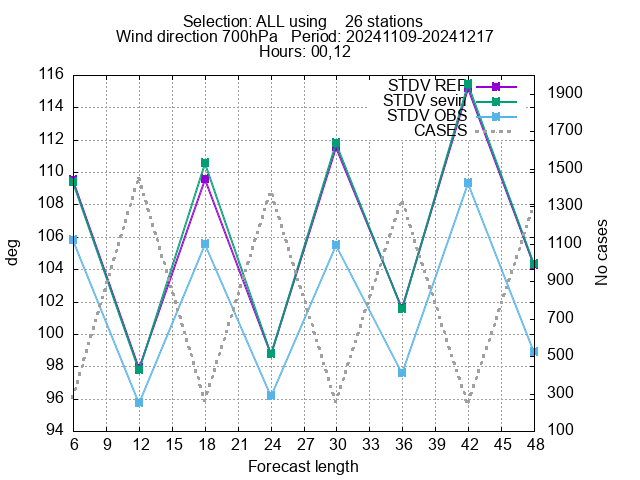 Selection: ALL using    26 stations
Wind direction 700hPa   Period: 20241109-20241217
Hours: 00,12
116
114
112
110
108
106
104
102
100
98
96
94
deg
STDV REF
STDV sevin
STDV OBS
CASES
1900
1700
1500
1300
1100
900
700
500
300
100
No cases
6 9 12 15 18 21 24 27 30 33 36 39 42 45 48
Forecast length